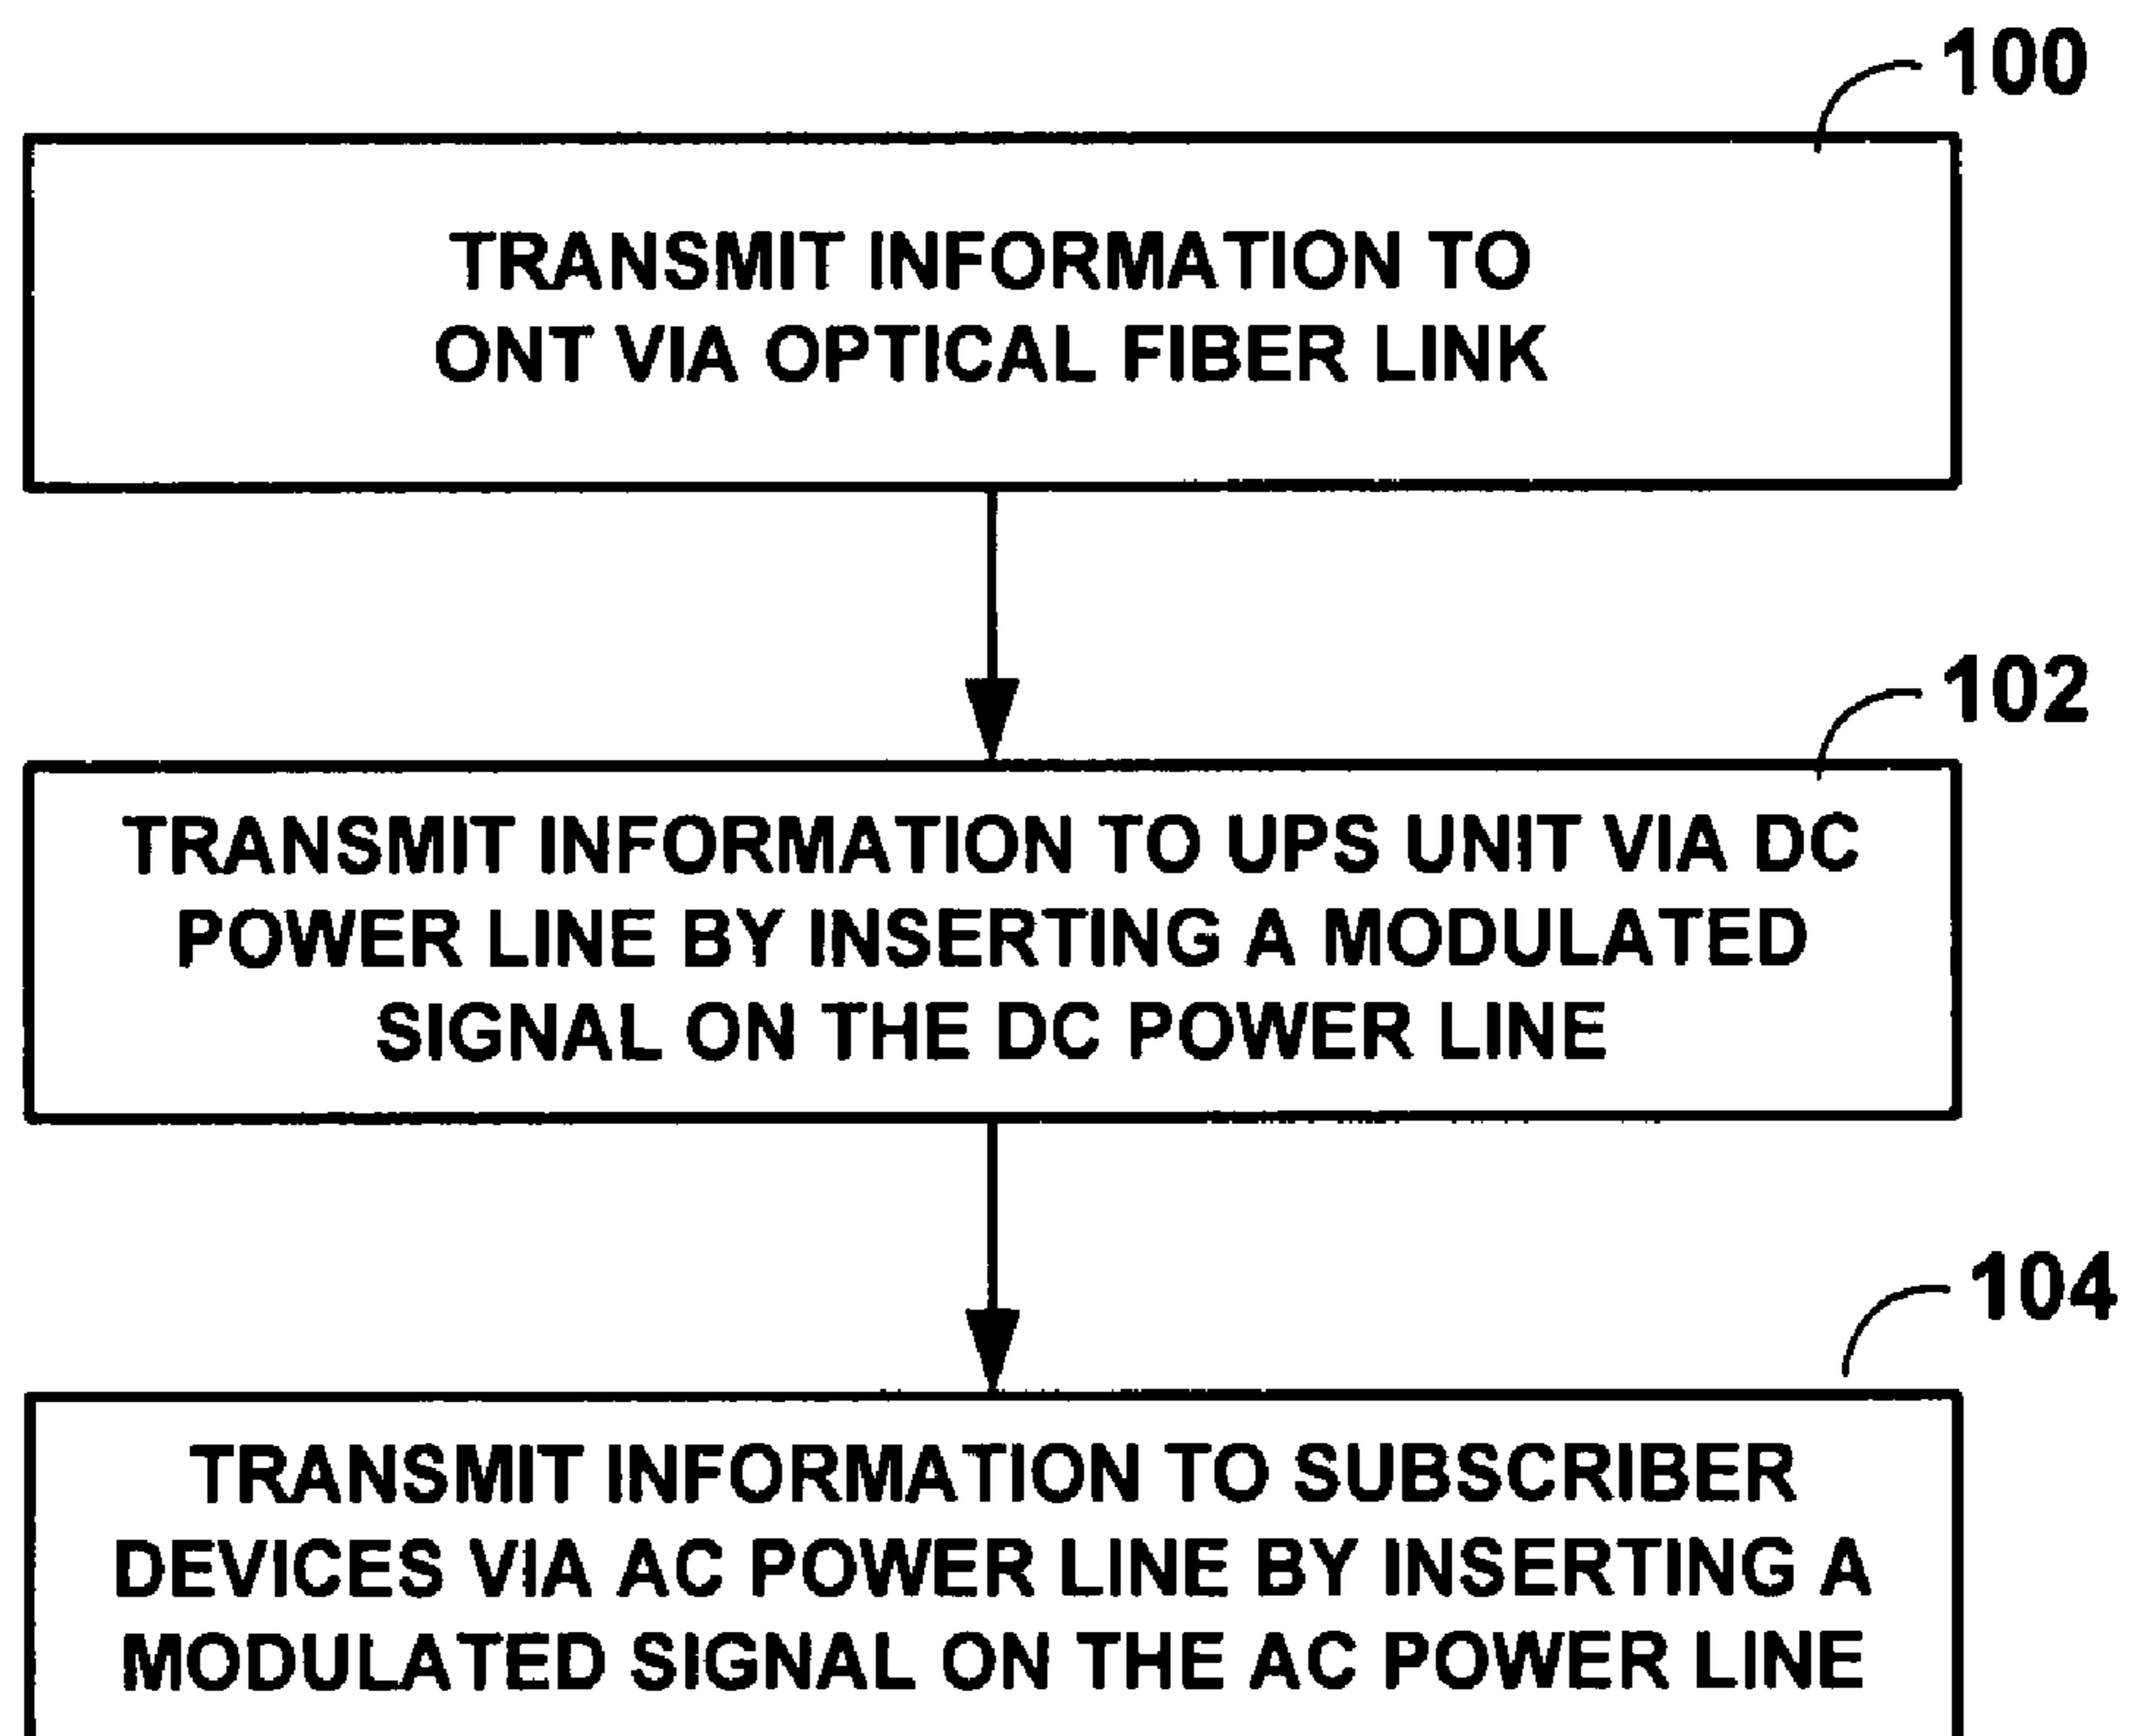 100
TRANSMIT INFORMATION TO
ONT VIA OPTICAL FIBER LINK
102
TRANSMIT INFORMATION TO UPS UNIT VIA DC
POWER LINE BY INSERTING A MODULATED
SIGNAL ON THE DC POWER LINE
104
TRANSMIT INFORMATION TO SUBSCRIBER
DEVICES VIA AC POWER LINE BY INSERTING A
MODULATED SIGNAL ON THE AC POWER LINE